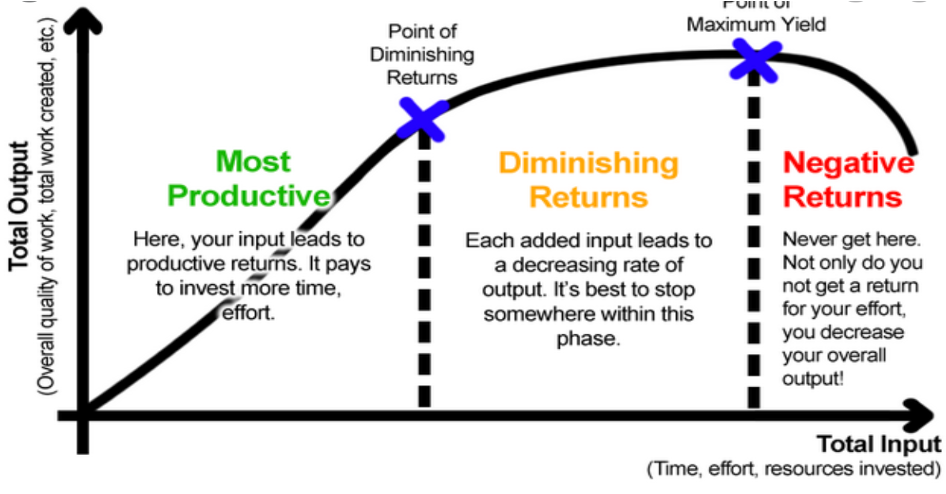 Point of
Maximum Yield
Point of
Diminishing
Returns
Total Output
(Overall quality of work, total work created, etc.)
Most
Productive
Here, your input leads to
productive returns. It pays
to invest more time,
effort.
Diminishing
Returns
Each added input leads to
a decreasing rate of
output. It's best to stop
somewhere within this
phase.
Negative
Returns
Never get here.
Not only do you
not get a return
for your effort,
you decrease
your overall
output!
Total Input
(Time, effort, resources invested)